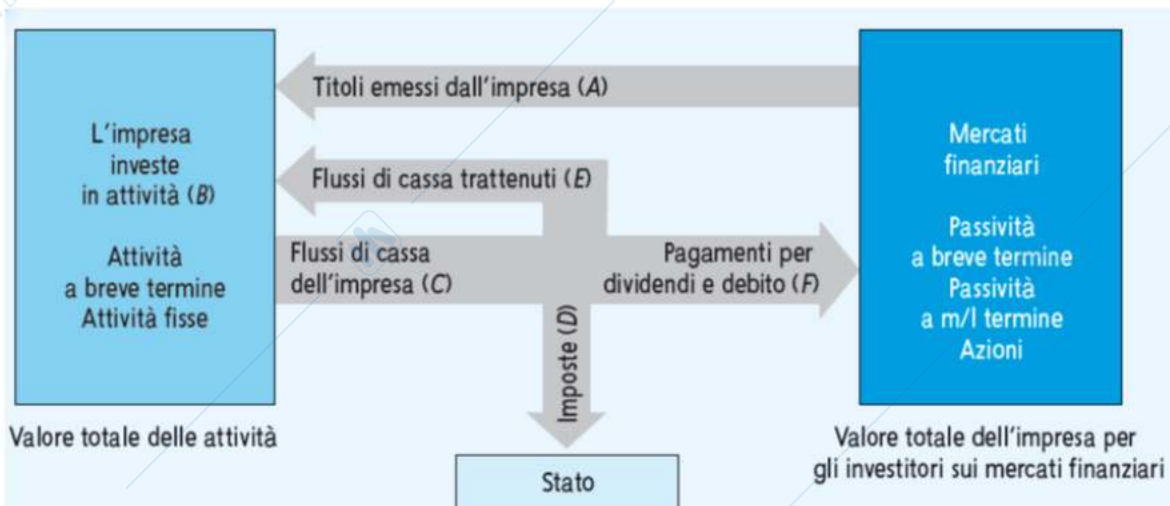 Titoli emessi dall'impresa (A)
L'impresa
investe
in attività (B)
Attività
a breve termine
Attività fisse
Flussi di cassa trattenuti (E)
Flussi di cassa
dell'impresa (C)
Pagamenti per
dividendi e debito (F)
Imposte (D)
Mercati
finanziari
Passività
a breve termine
Passività
a m/l termine
Azioni
Valore totale delle attività
Valore totale dell'impresa per
gli investitori sui mercati finanziari
Stato